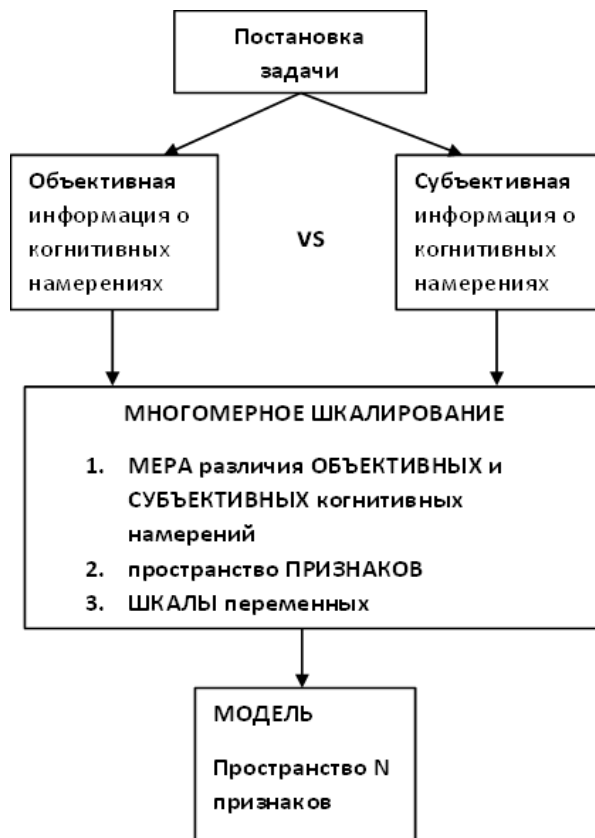 Постановка
задачи
Объективная
информация о
когнитивных
намерениях
VS
Субъективная
информация о
когнитивных
намерениях
МНОГОМЕРНОЕ ШКАЛИРОВАНИЕ
1. МЕРА различия ОБЪЕКТИВНЫХ и
СУБЪЕКТИВНЫХ когнитивных
намерений
2. пространство ПРИЗНАКОВ
3. ШКАЛЫ переменных
МОДЕЛЬ
Пространство N
признаков